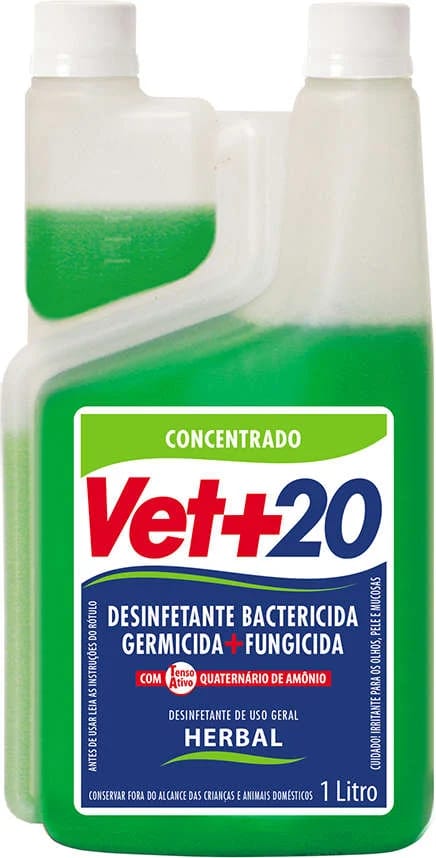 CONCENTRADO
Vet+20
DESINFETANTE BACTERICIDA
GERMICIDA+FUNGICIDA
COM Tenso Ativo QUATERNÁRIO DE AMÔNIO
DESINFETANTE DE USO GERAL
HERBAL
CONSERVAR FORA DO ALCANCE DAS CRIANÇAS E ANIMAIS DOMÉSTICOS 1 Litro
ANTES DE USAR LEIA AS INSTRUÇÕES DO RÓTULO
CUIDADO! IRRITANTE PARA OS OLHOS, PELE E MUCOSAS